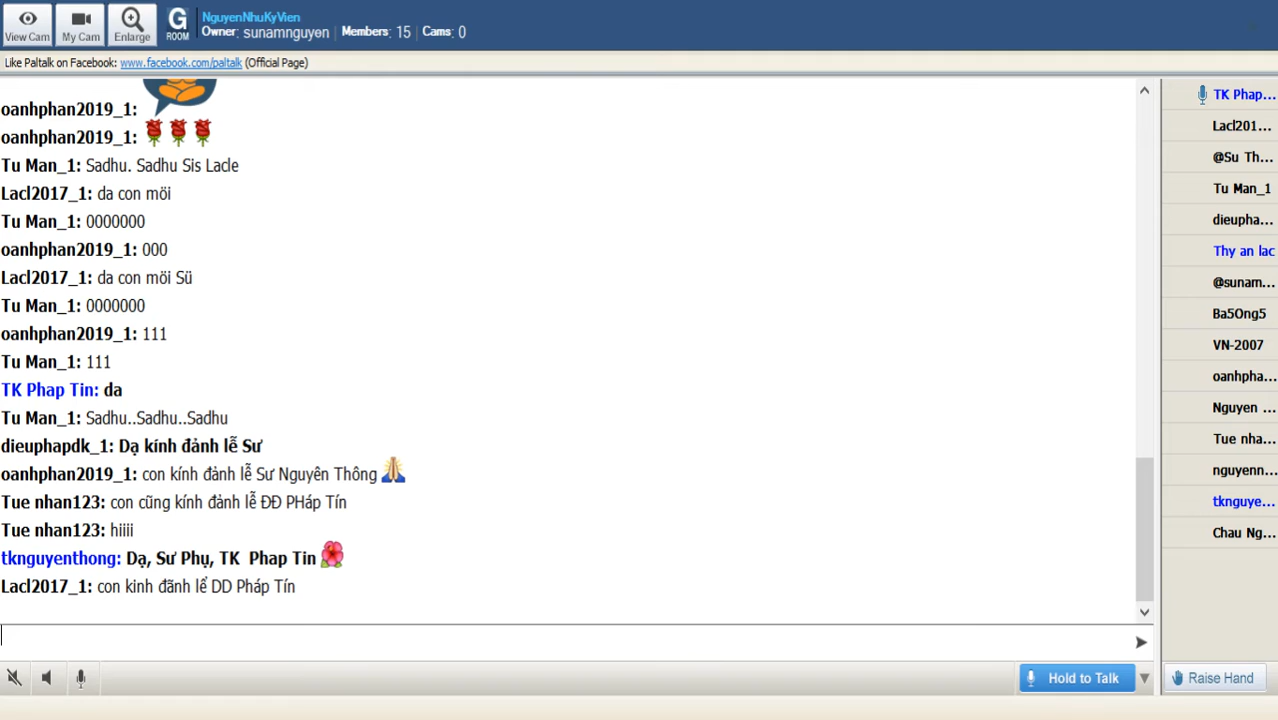 View Cam
My Cam
Enlarge
G
ROOM
NguyenNhuKyVien
Owner: sunamnguyen Members: 15 Cams: 0
Like Paltalk on Facebook: www.facebook.com/paltalk (Official Page)
oanhphan2019_1:
oanhphan2019_1:
Tu Man_1: Sadhu. Sadhu Sis Lacle
Lacl2017_1: da con möi
Tu Man_1: 0000000
oanhphan2019_1: 000
Lacl2017_1: da con möi Sü
Tu Man_1: 0000000
oanhphan2019_1: 111
Tu Man_1: 111
TK Phap Tin: da
Tu Man_1: Sadhu..Sadhu..Sadhu
dieuphapdk_1: Dạ kính đảnh lễ Sư
oanhphan2019_1: con kính đảnh lễ Sư Nguyên Thông
Tue nhan123: con cũng kính đảnh lễ ĐĐ PHáp Tín
Tue nhan123: hiiii
tknguyenthong: Dạ, Sư Phụ, TK Phap Tin
Lacl2017_1: con kinh đãnh lể DD Pháp Tín
TK Phap...
Lacl201...
@Su Th...
Tu Man_1
dieupha...
Thy an lac
@sunam...
Ba5Ong5
VN-2007
oanhpha...
Nguyen ...
Tue nha...
nguyenn...
tknguye...
Chau Ng...
Hold to Talk
Raise Hand